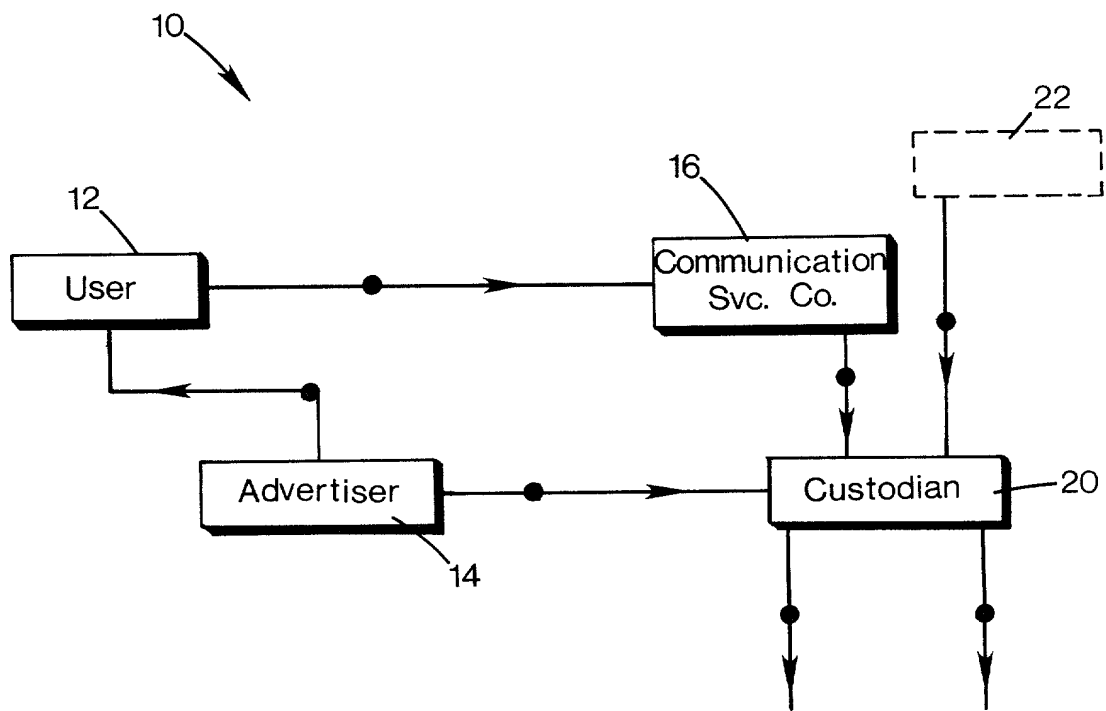 10
22
16
12
Communication
Svc. Co.
User
Advertiser
Custodian
20
14